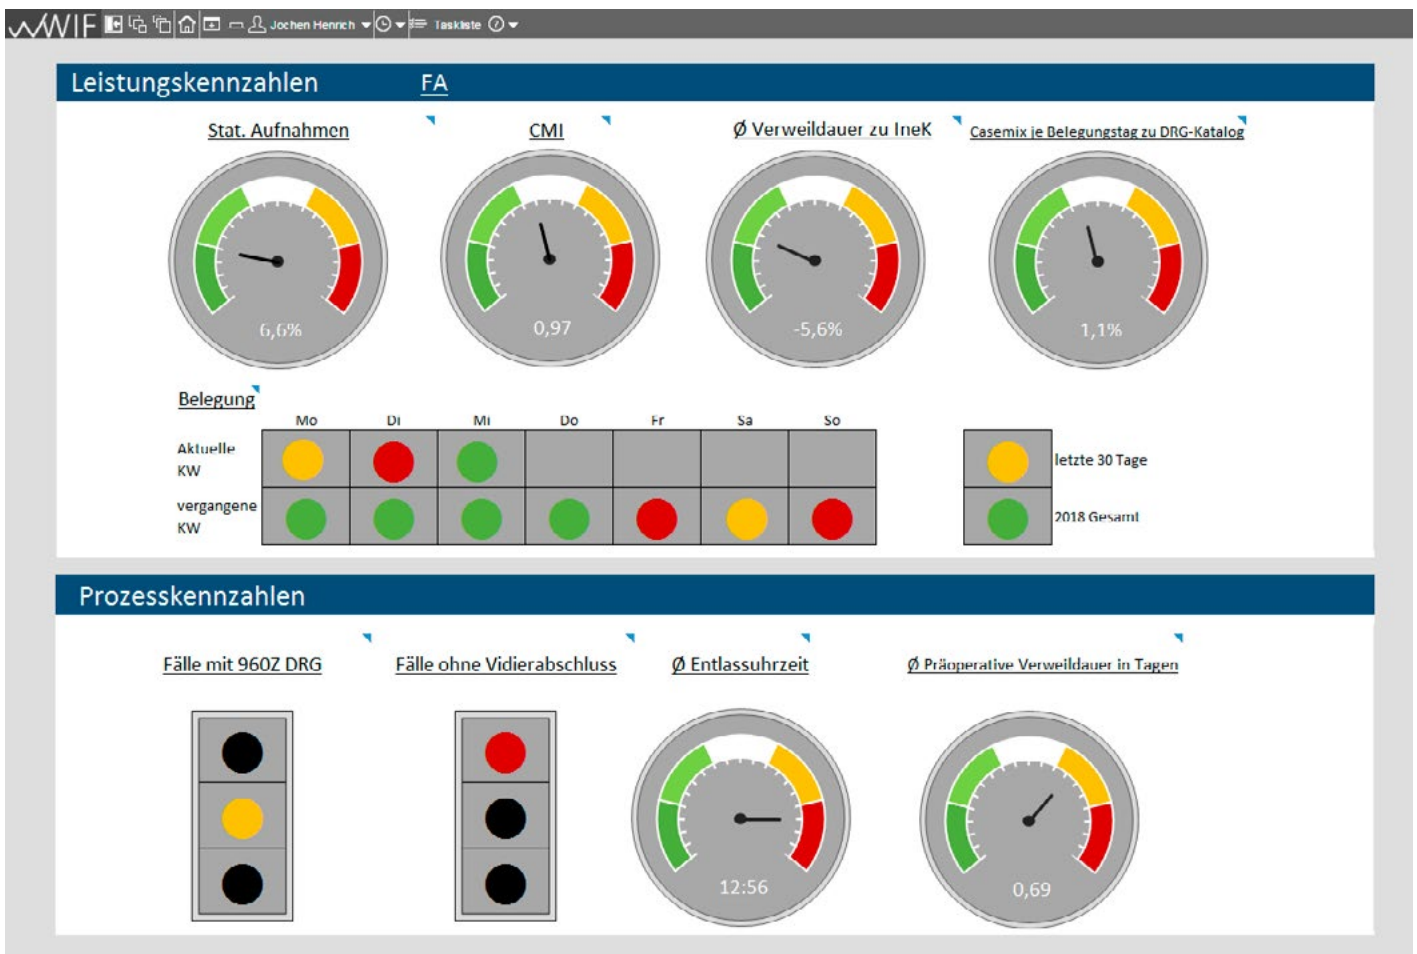 WIF Jochen Henrich Taskliste
Leistungskennzahlen FA
Stat. Aufnahmen CMI Ø Verweildauer zu IneK Casemix je Belegungstag zu DRG-Katalog
6,6% 0,97 -5,6% 1,1%
Belegung
Mo Di Mi Do Fr Sa So
Aktuelle
KW
letzte 30 Tage
vergangene
KW
2018 Gesamt
Prozesskennzahlen
Fälle mit 960Z DRG Fälle ohne Vidierabschluss Ø Entlassuhrzeit Ø Präoperative Verweildauer in Tagen
12:56 0,69